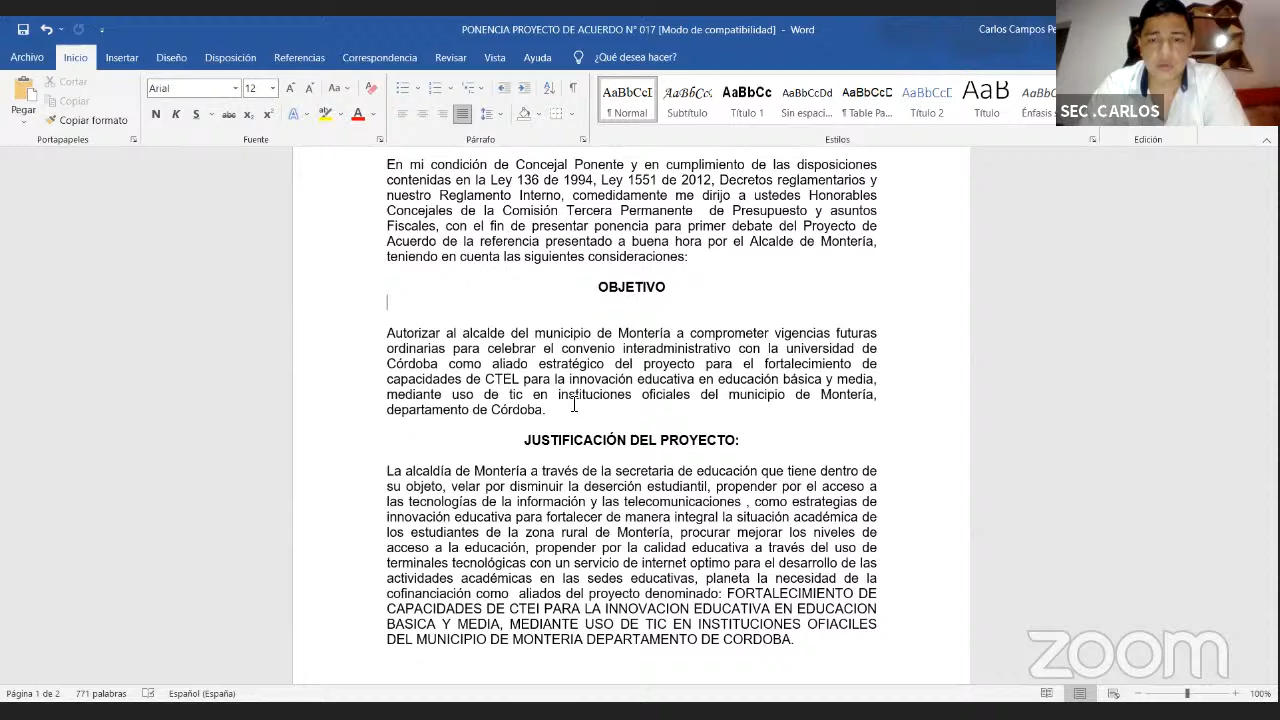 PONENCIA PROYECTO DE ACUERDO N° 017 [Modo de compatibilidad] - Word
Carlos Campos Pe
Archivo Inicio Insertar Diseño Disposición Referencias Correspondencia Revisar Vista Ayuda ¿Qué desea hacer?
SEC .CARLOS
Pegar
Cortar
Copiar
Copiar formato
Portapapeles
Arial 12
N K S abc x₂ x²
Fuente
Párrafo
AaBbCcI AaBbCc AaBbCc AaBbCcDd AaBbCcD AaBbCcI AaB AaBbCcI
¶ Normal Subtítulo Título 1 Sin espaci... ¶ Table Pa... Título 2 Título Énfasis s
Estilos
Edición
En mi condición de Concejal Ponente y en cumplimiento de las disposiciones
contenidas en la Ley 136 de 1994, Ley 1551 de 2012, Decretos reglamentarios y
nuestro Reglamento Interno, comedidamente me dirijo a ustedes Honorables
Concejales de la Comisión Tercera Permanente de Presupuesto y asuntos
Fiscales, con el fin de presentar ponencia para primer debate del Proyecto de
Acuerdo de la referencia presentado a buena hora por el Alcalde de Montería,
teniendo en cuenta las siguientes consideraciones:
OBJETIVO
Autorizar al alcalde del municipio de Montería a comprometer vigencias futuras
ordinarias para celebrar el convenio interadministrativo con la universidad de
Córdoba como aliado estratégico del proyecto para el fortalecimiento de
capacidades de CTEL para la innovación educativa en educación básica y media,
mediante uso de tic en instituciones oficiales del municipio de Montería,
departamento de Córdoba.
JUSTIFICACIÓN DEL PROYECTO:
La alcaldía de Montería a través de la secretaria de educación que tiene dentro de
su objeto, velar por disminuir la deserción estudiantil, propender por el acceso a
las tecnologías de la información y las telecomunicaciones , como estrategias de
innovación educativa para fortalecer de manera integral la situación académica de
los estudiantes de la zona rural de Montería, procurar mejorar los niveles de
acceso a la educación, propender por la calidad educativa a través del uso de
terminales tecnológicas con un servicio de internet optimo para el desarrollo de las
actividades académicas en las sedes educativas, planeta la necesidad de la
cofinanciación como aliados del proyecto denominado: FORTALECIMIENTO DE
CAPACIDADES DE CTEI PARA LA INNOVACION EDUCATIVA EN EDUCACION
BASICA Y MEDIA, MEDIANTE USO DE TIC EN INSTITUCIONES OFIACILES
DEL MUNICIPIO DE MONTERIA DEPARTAMENTO DE CORDOBA.
zoom
Página 1 de 2 771 palabras Español (España) 100%